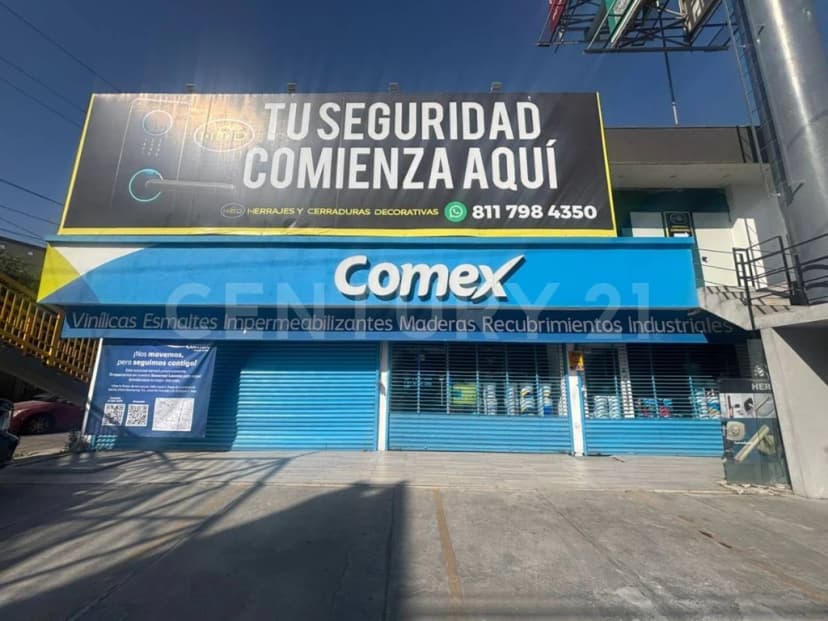 TU SEGURIDAD
COMIENZA AQUÍ
HERRAJES Y CERRADURAS DECORATIVAS 811 798 4350
Comex
CENTURY 21
Vinílicas Esmaltes Impermeabilizantes Maderas Recubrimientos Industriales
¡Nos movemos,
pero seguimos contigo!
HER